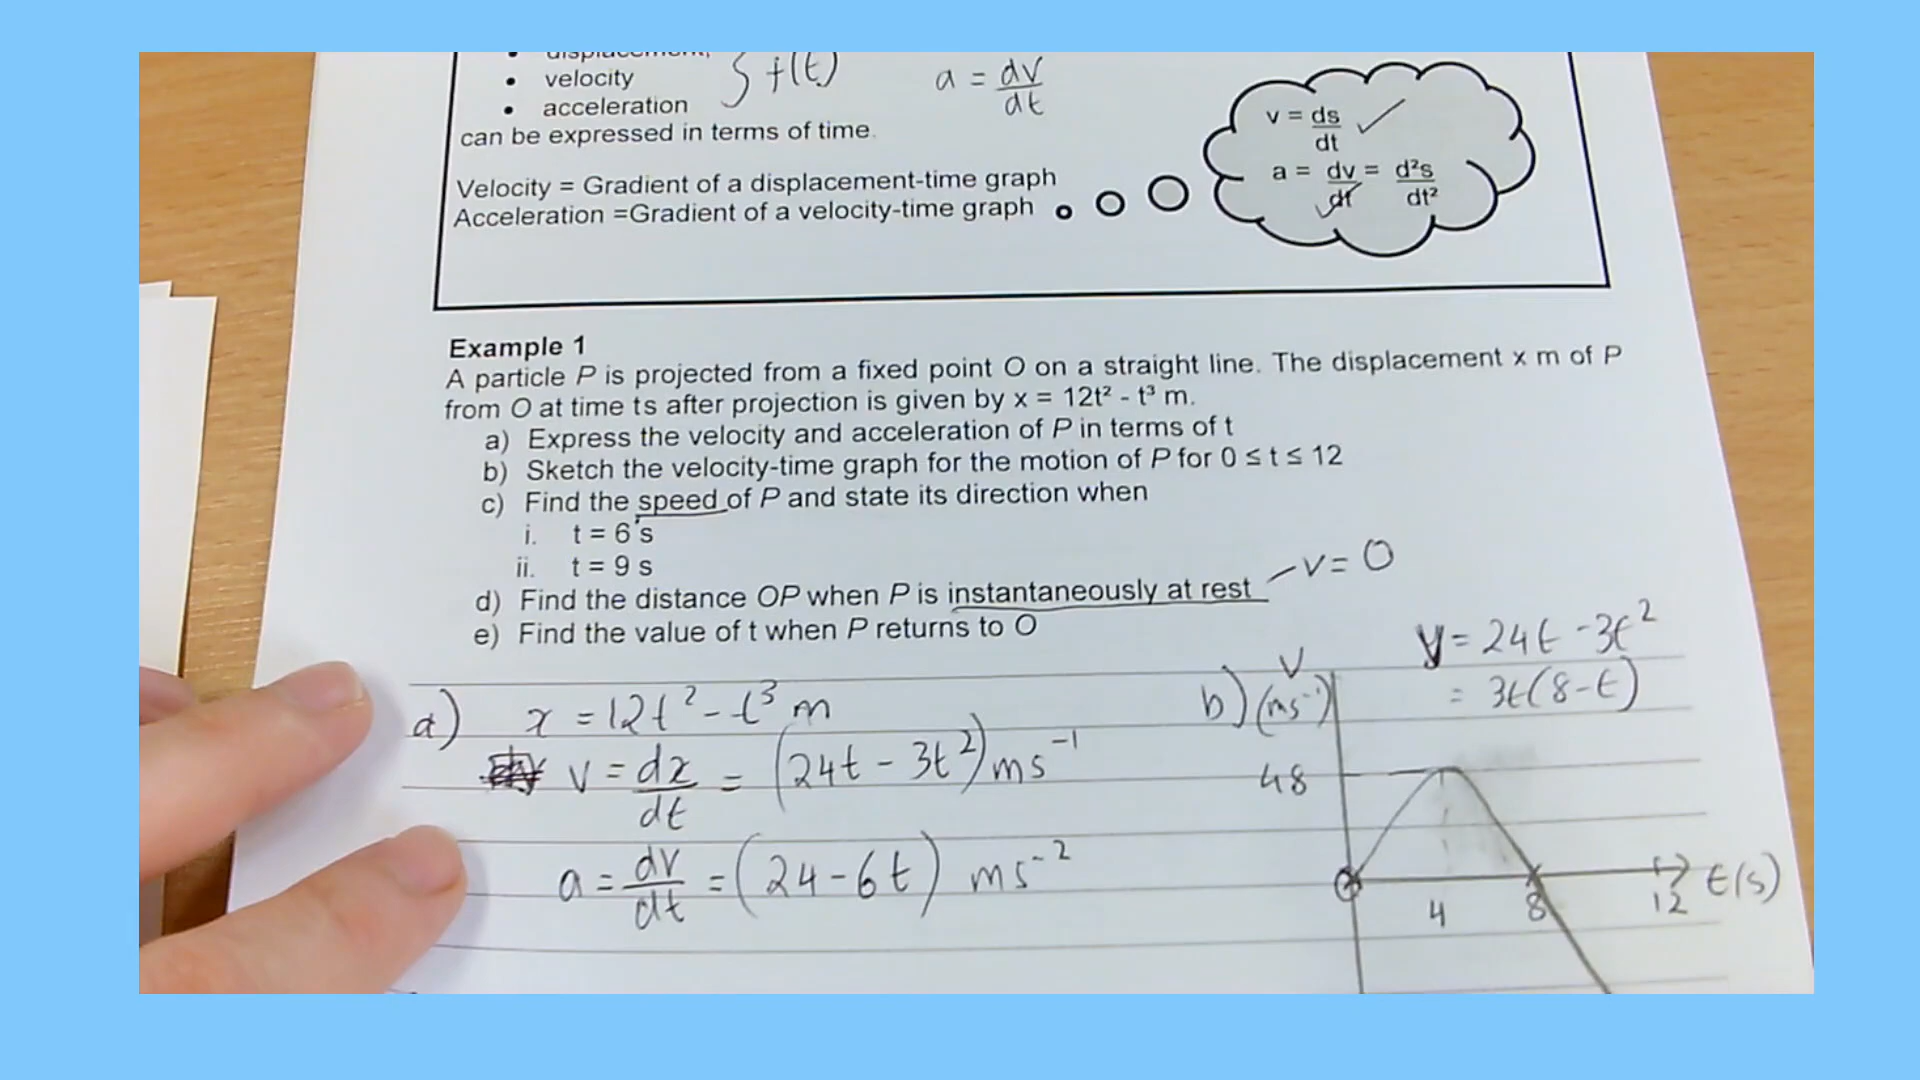 • velocity
• acceleration
∫ f(t)
a = dv/dt
can be expressed in terms of time.
Velocity = Gradient of a displacement-time graph
Acceleration =Gradient of a velocity-time graph
v = ds/dt ✓
a = dv/dt = d²s/dt²
Example 1
A particle P is projected from a fixed point O on a straight line. The displacement x m of P
from O at time ts after projection is given by x = 12t² - t³ m.
a) Express the velocity and acceleration of P in terms of t
b) Sketch the velocity-time graph for the motion of P for 0 ≤ t ≤ 12
c) Find the speed of P and state its direction when
i. t = 6 s
ii. t = 9 s
d) Find the distance OP when P is instantaneously at rest – v = 0
e) Find the value of t when P returns to O
a) x = 12t² - t³ m
v = dx/dt = (24t - 3t²) ms⁻¹
a = dv/dt = (24 - 6t) ms⁻²
b) v (ms⁻¹)
v = 24t - 3t²
= 3t(8 - t)
48
0
4
8
12
t(s)